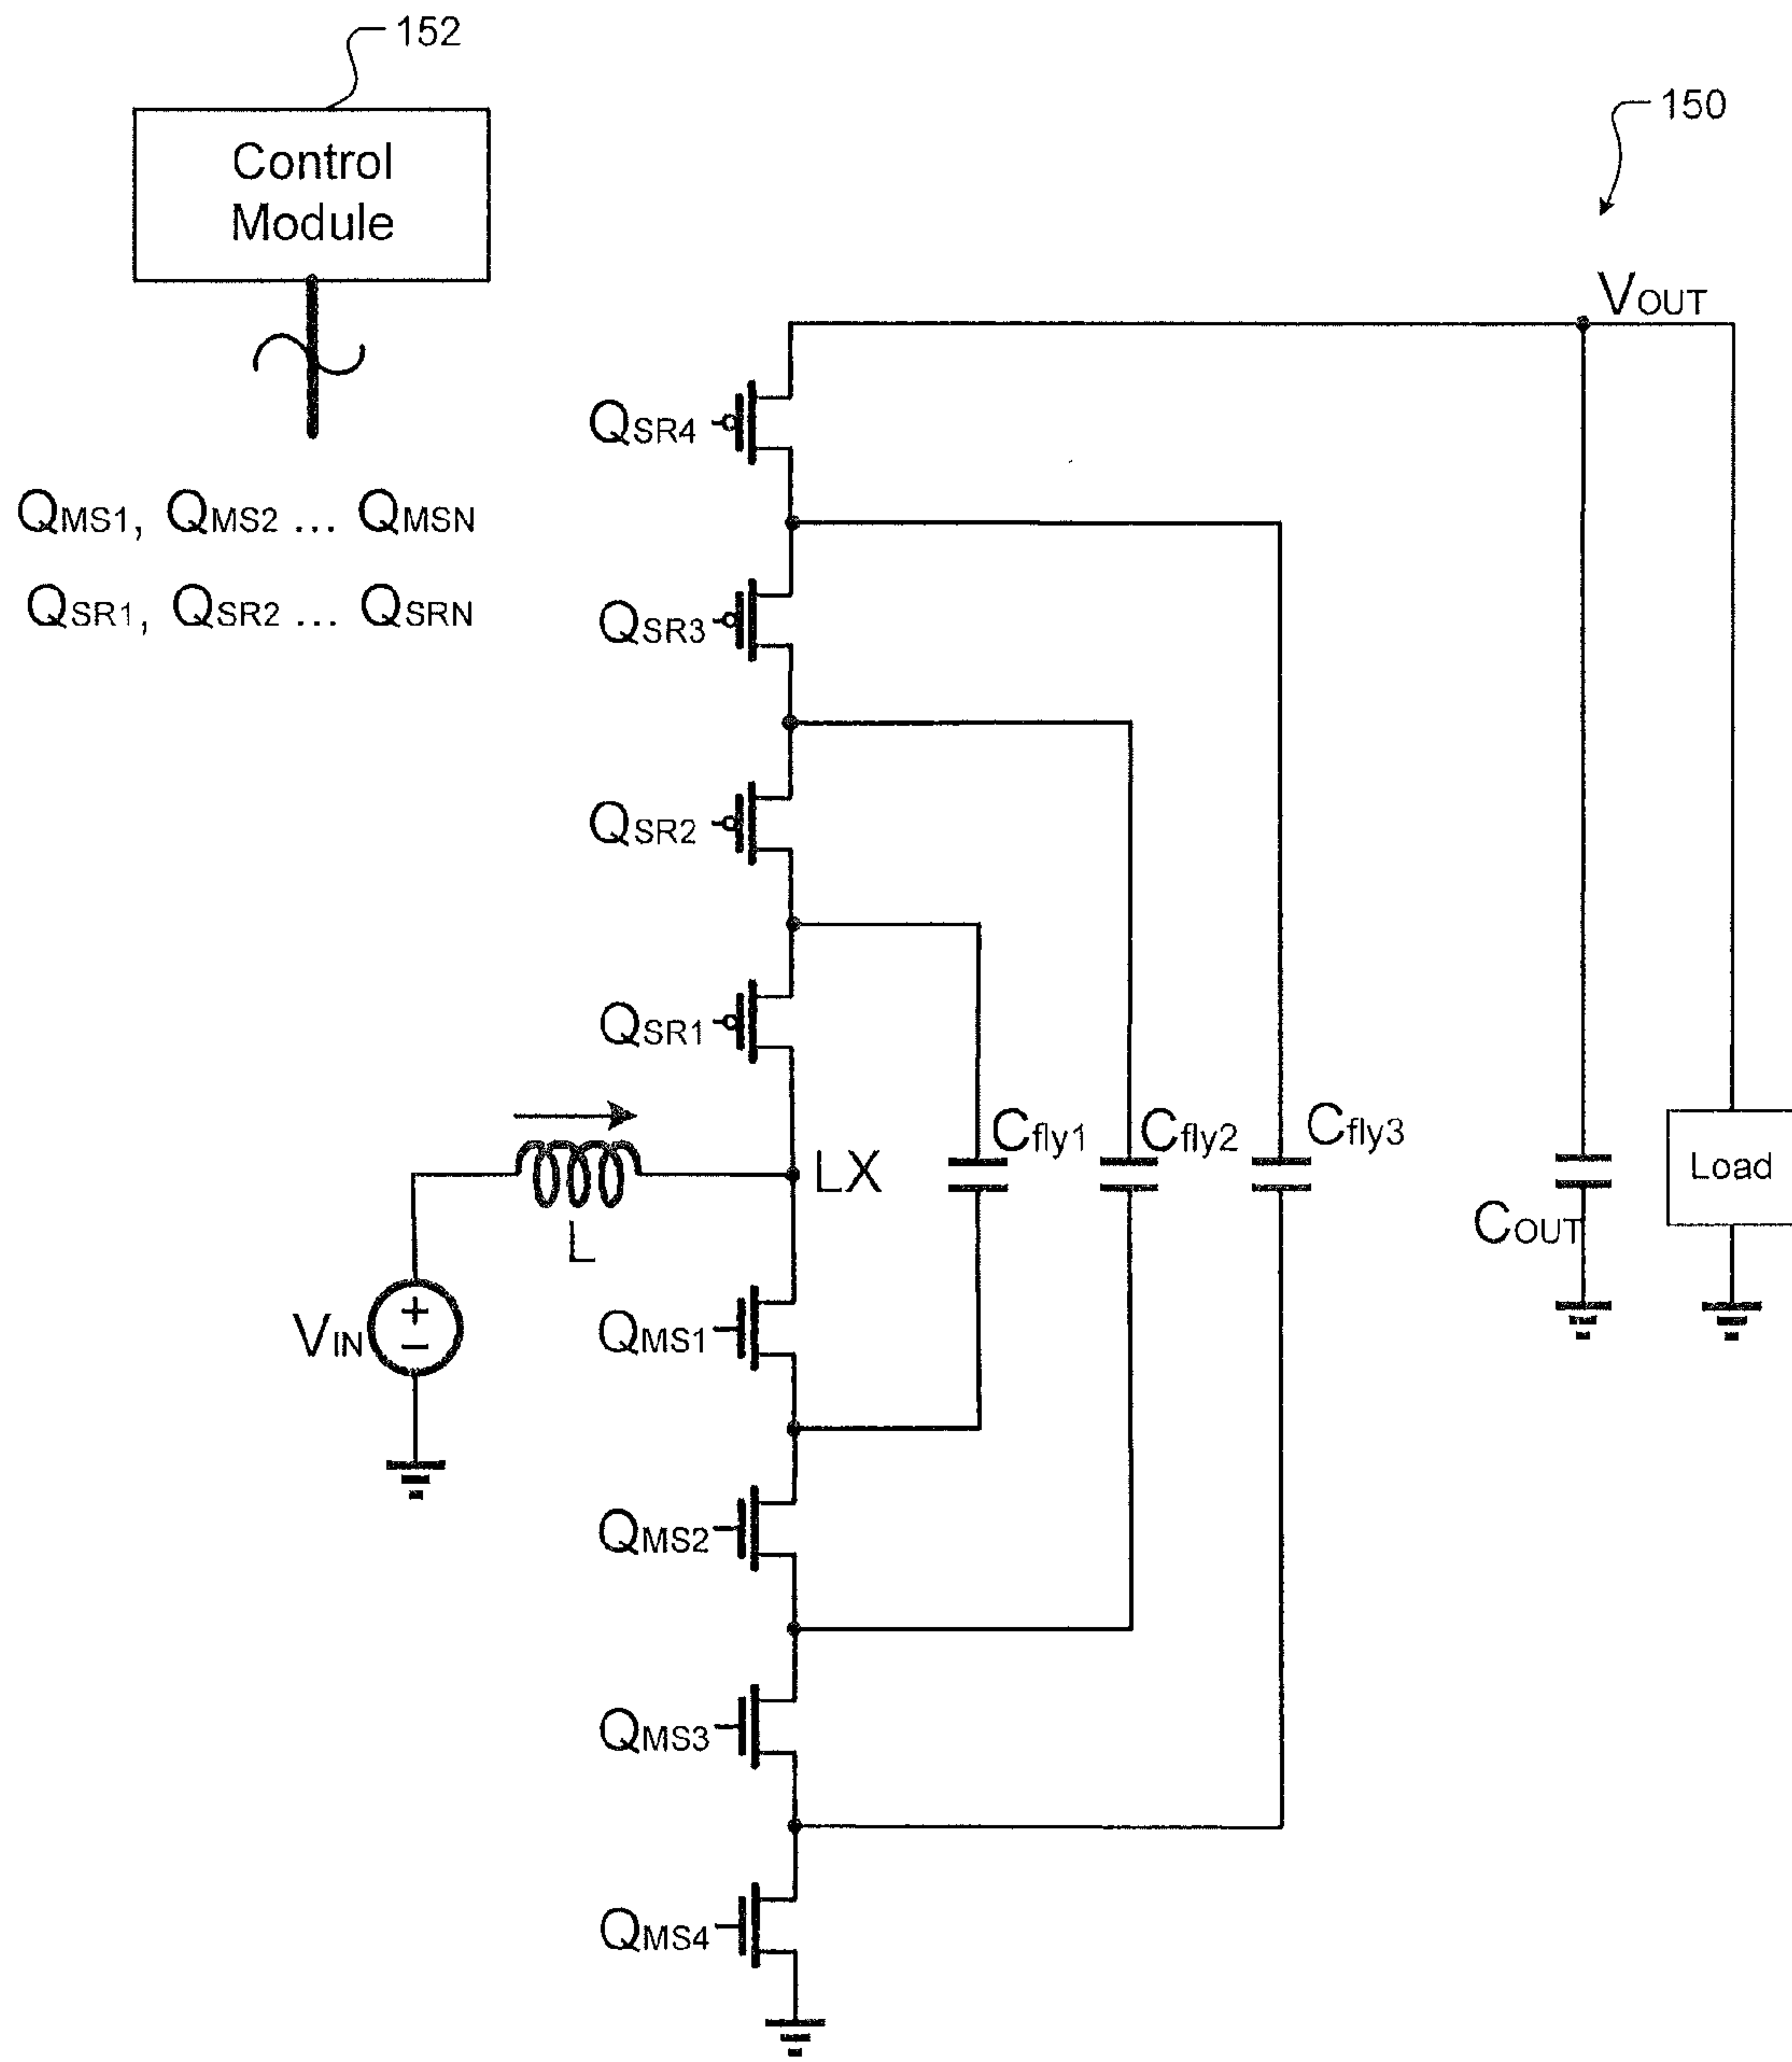 152
Control
Module
150
VOUT
QSR4
QMS1, QMS2 ... QMSN
QSR3
QSR1, QSR2 ... QSRN
QSR2
QSR1
Cfly1
Cfly2
Cfly3
LX
Load
L
COUT
VIN
+
−
QMS1
QMS2
QMS3
QMS4